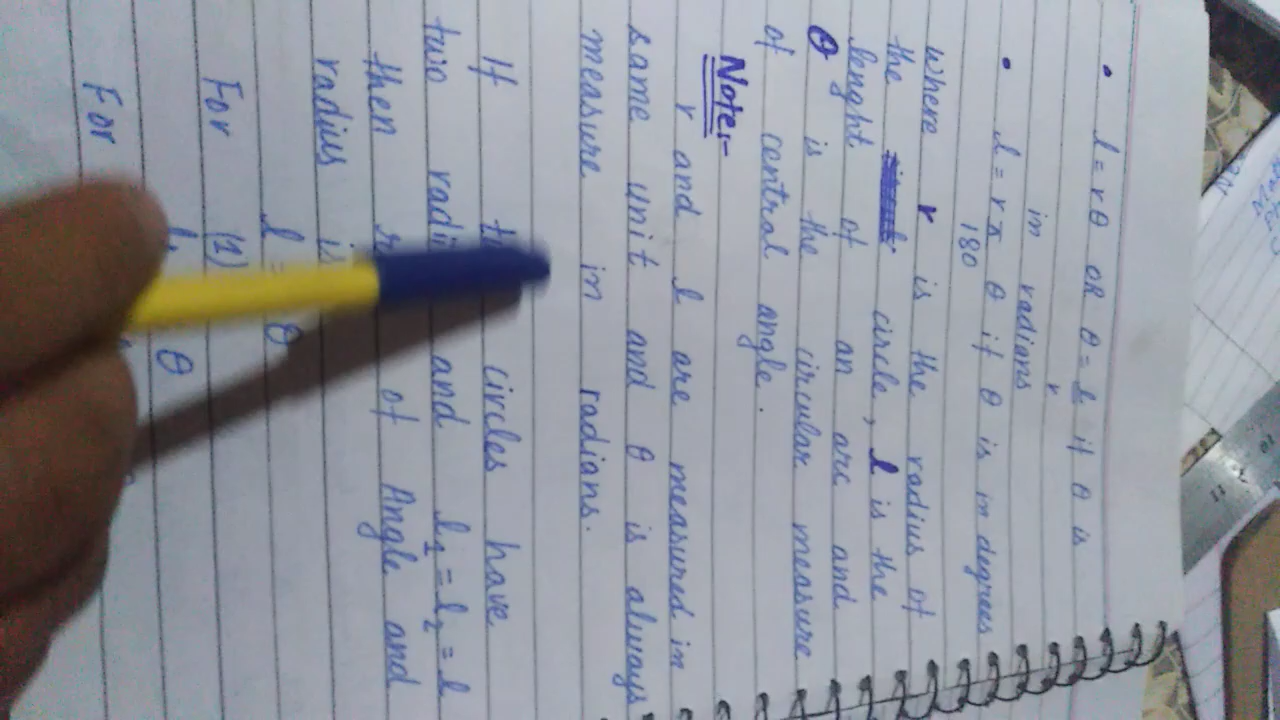 • l = rθ OR θ = l/r if θ is
in radians
• l = r π/180 θ if θ is in degrees
where r is the radius of
the circle, l is the
lenght of an arc and
θ is the circular measure
of central angle.
Note:-
r and l are measured in
same unit and θ is always
measure in radians.
If circles have
two radii and l₁ = l₂ = l
then of Angle and
radius is
l = θ
For (1)
θ
For